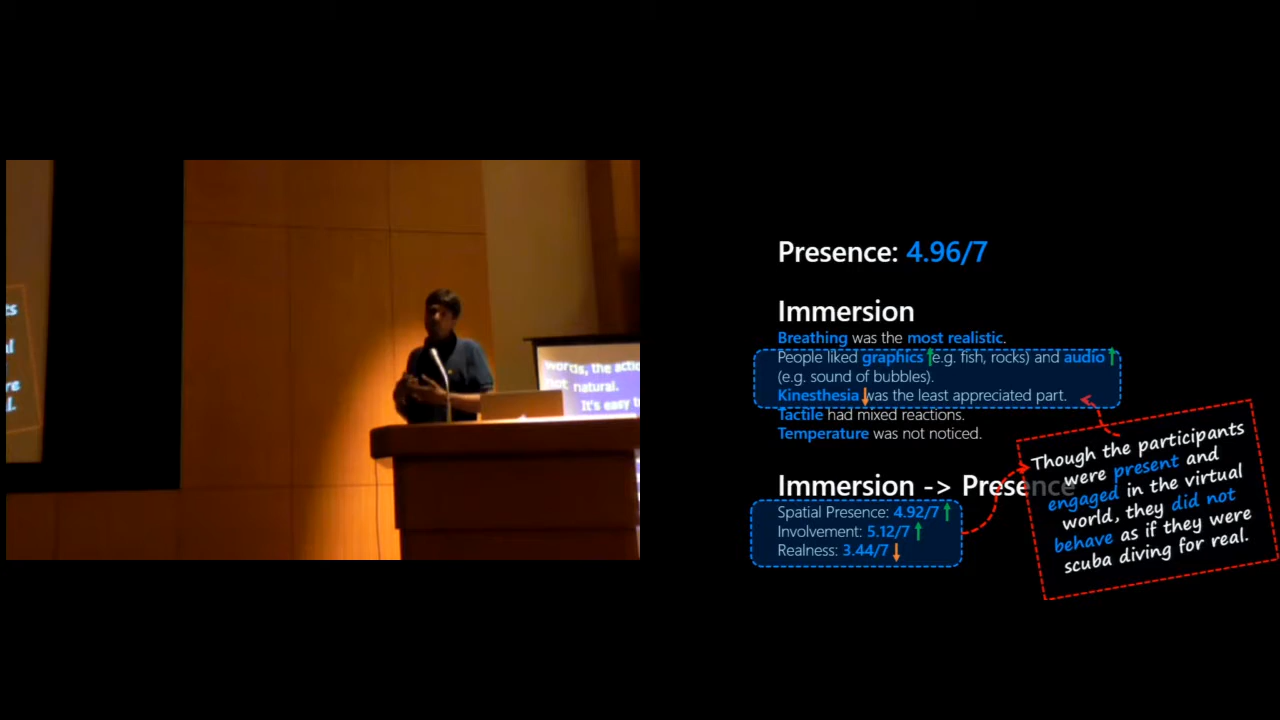 ts
al
re
l.
words, the actio
not natural.
It's easy t
Presence: 4.96/7
Immersion
Breathing was the most realistic.
People liked graphics (e.g. fish, rocks) and audio
(e.g. sound of bubbles).
Kinesthesia was the least appreciated part.
Tactile had mixed reactions.
Temperature was not noticed.
Immersion -> Presence
Spatial Presence: 4.92/7
Involvement: 5.12/7
Realness: 3.44/7
Though the participants
were present and
engaged in the virtual
world, they did not
behave as if they were
scuba diving for real.